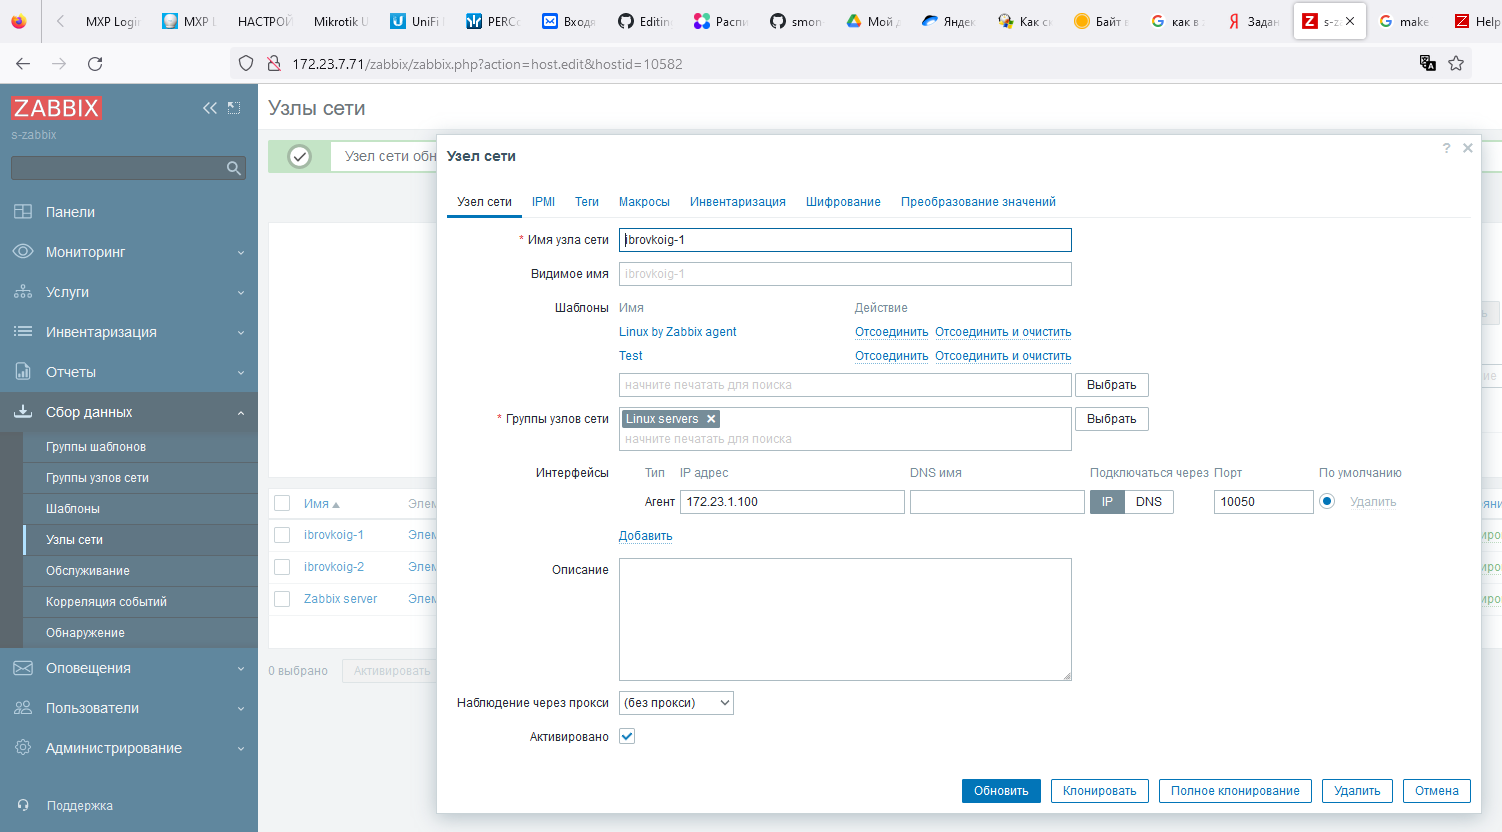 MXP Login
MXP L
НАСТРОЙ
Mikrotik U
UniFi
PERCo
Входя
Editin
Распи
smon
Мой д
Яндек
Как ск
Байт в
как в
Задан
s-za
make
Help
172.23.7.71/zabbix/zabbix.php?action=host.edit&hostid=10582
ZABBIX
s-zabbix
Панели
Мониторинг
Услуги
Инвентаризация
Отчеты
Сбор данных
Группы шаблонов
Группы узлов сети
Шаблоны
Узлы сети
Обслуживание
Корреляция событий
Обнаружение
Оповещения
Пользователи
Администрирование
Поддержка
Узлы сети
Узел сети обн
Имя
Элем
ibrovkoig-1 Элем
ibrovkoig-2 Элем
Zabbix server Элем
0 выбрано Активировать
Узел сети
? ×
Узел сети IPMI Теги Макросы Инвентаризация Шифрование Преобразование значений
* Имя узла сети ibrovkoig-1
Видимое имя ibrovkoig-1
Шаблоны Имя Действие
Linux by Zabbix agent Отсоединить Отсоединить и очистить
Test Отсоединить Отсоединить и очистить
начните печатать для поиска Выбрать
* Группы узлов сети Linux servers Выбрать
начните печатать для поиска
Интерфейсы Тип IP адрес DNS имя Подключаться через Порт По умолчанию
Агент 172.23.1.100 IP DNS 10050 Удалить
Добавить
Описание
Наблюдение через прокси (без прокси)
Активировано
Обновить Клонировать Полное клонирование Удалить Отмена